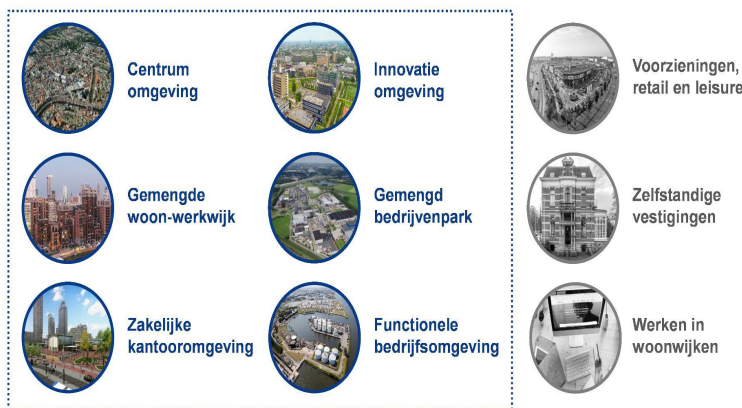 Centrum
omgeving
Innovatie
omgeving
Voorzieningen,
retail en leisure
Gemengde
woon-werkwijk
Gemengd
bedrijvenpark
Zelfstandige
vestigingen
Zakelijke
kantooromgeving
Functionele
bedrijfsomgeving
Werken in
woonwijken